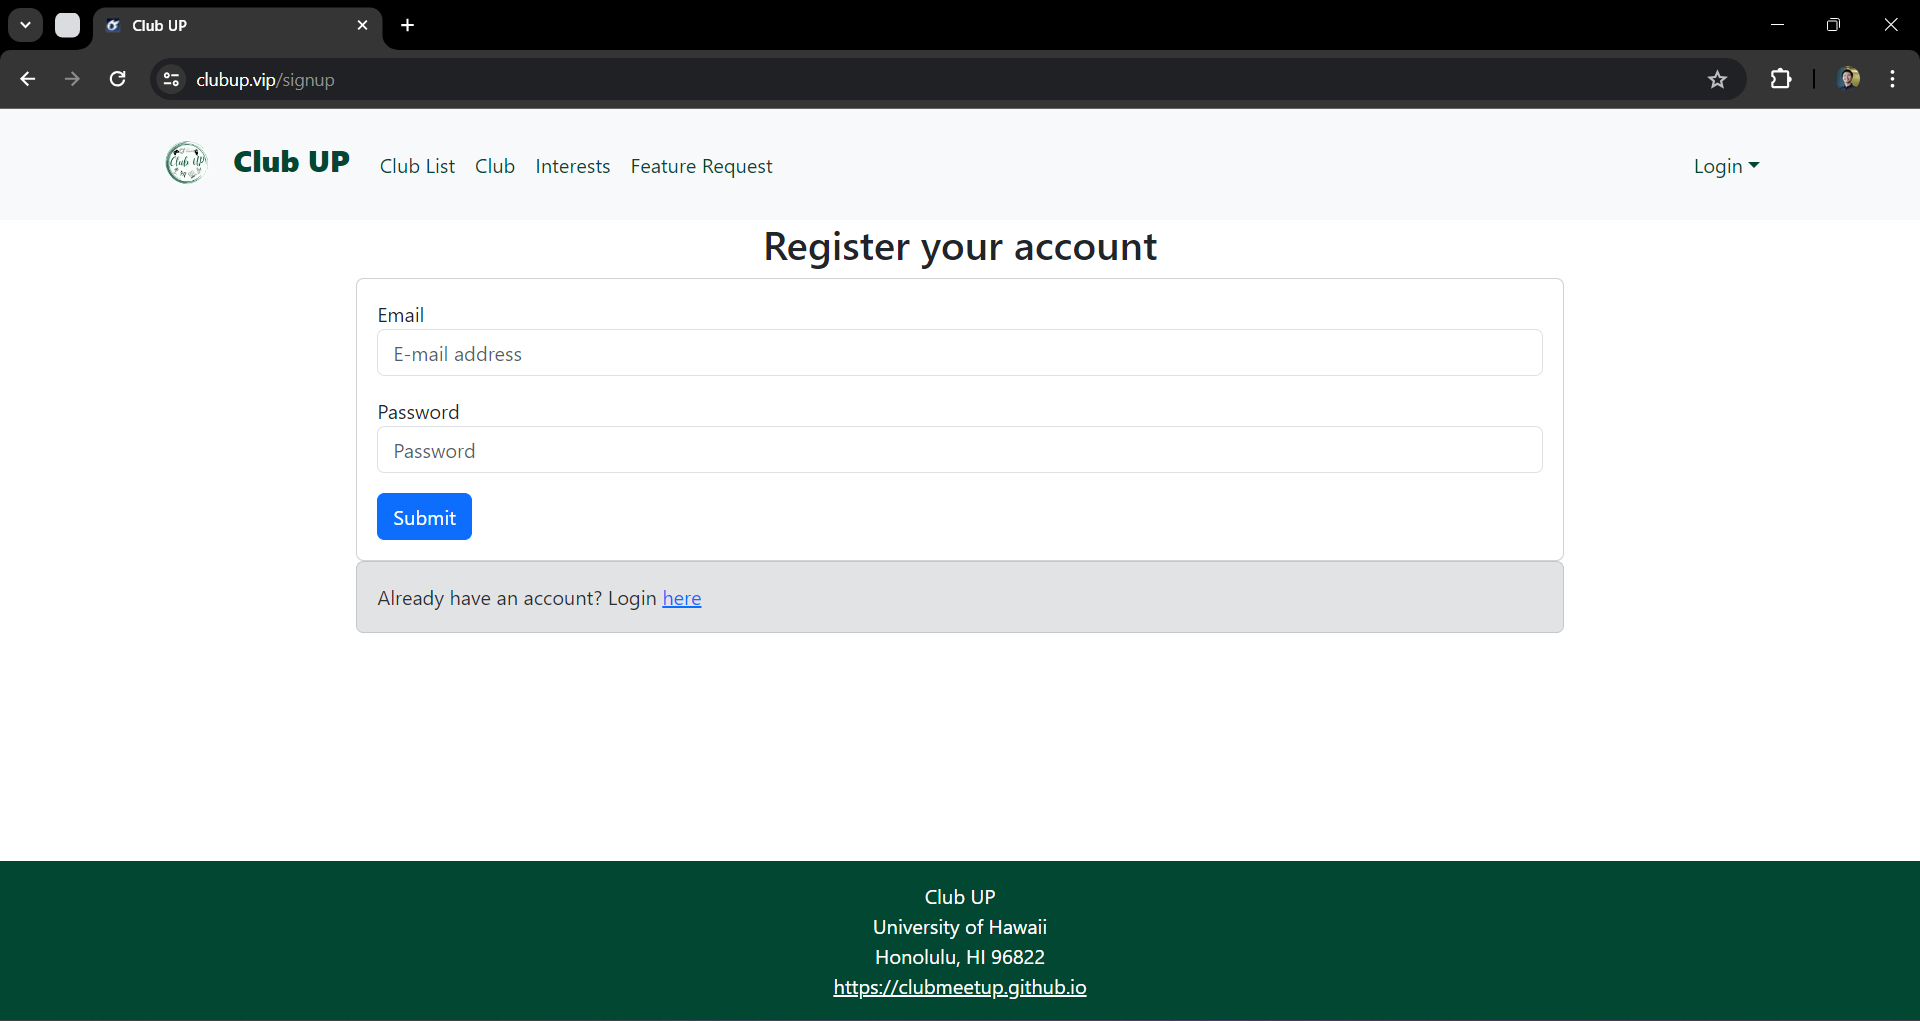 Club UP
clubup.vip/signup
Club UP
Club UP Club List Club Interests Feature Request Login
Register your account
Email
E-mail address
Password
Password
Submit
Already have an account? Login here
Club UP
University of Hawaii
Honolulu, HI 96822
https://clubmeetup.github.io